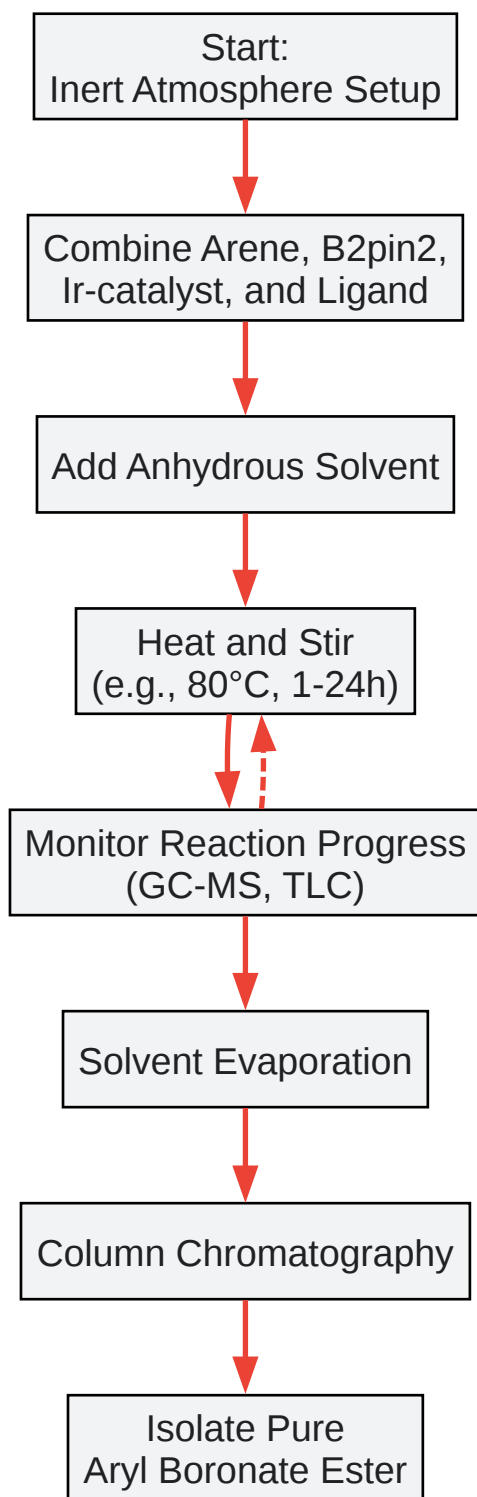 Start:
Inert Atmosphere Setup
Combine Arene, B2pin2,
Ir-catalyst, and Ligand
Add Anhydrous Solvent
Heat and Stir
(e.g., 80°C, 1-24h)
Monitor Reaction Progress
(GC-MS, TLC)
Solvent Evaporation
Column Chromatography
Isolate Pure
Aryl Boronate Ester